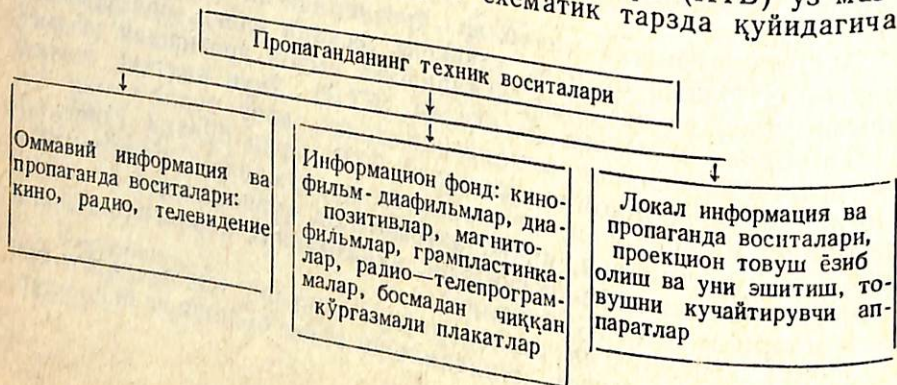 схематик тарзда қуйидагича
Пропаганданинг техник воситалари
Оммавий информация ва
пропаганда воситалари:
кино, радио, телевидение
Информацион фонд: кино-
фильм-диафильмлар, диа-
позитивлар, магнито-
фильмлар, грампластинка-
лар, радио—телепрограм-
малар, босмадан чиққан
кўргазмали плакатлар
Локал информация ва
пропаганда воситалари,
проекцион товуш ёзиб
олиш ва уни эшитиш, то-
вушни кучайтирувчи ап-
паратлар